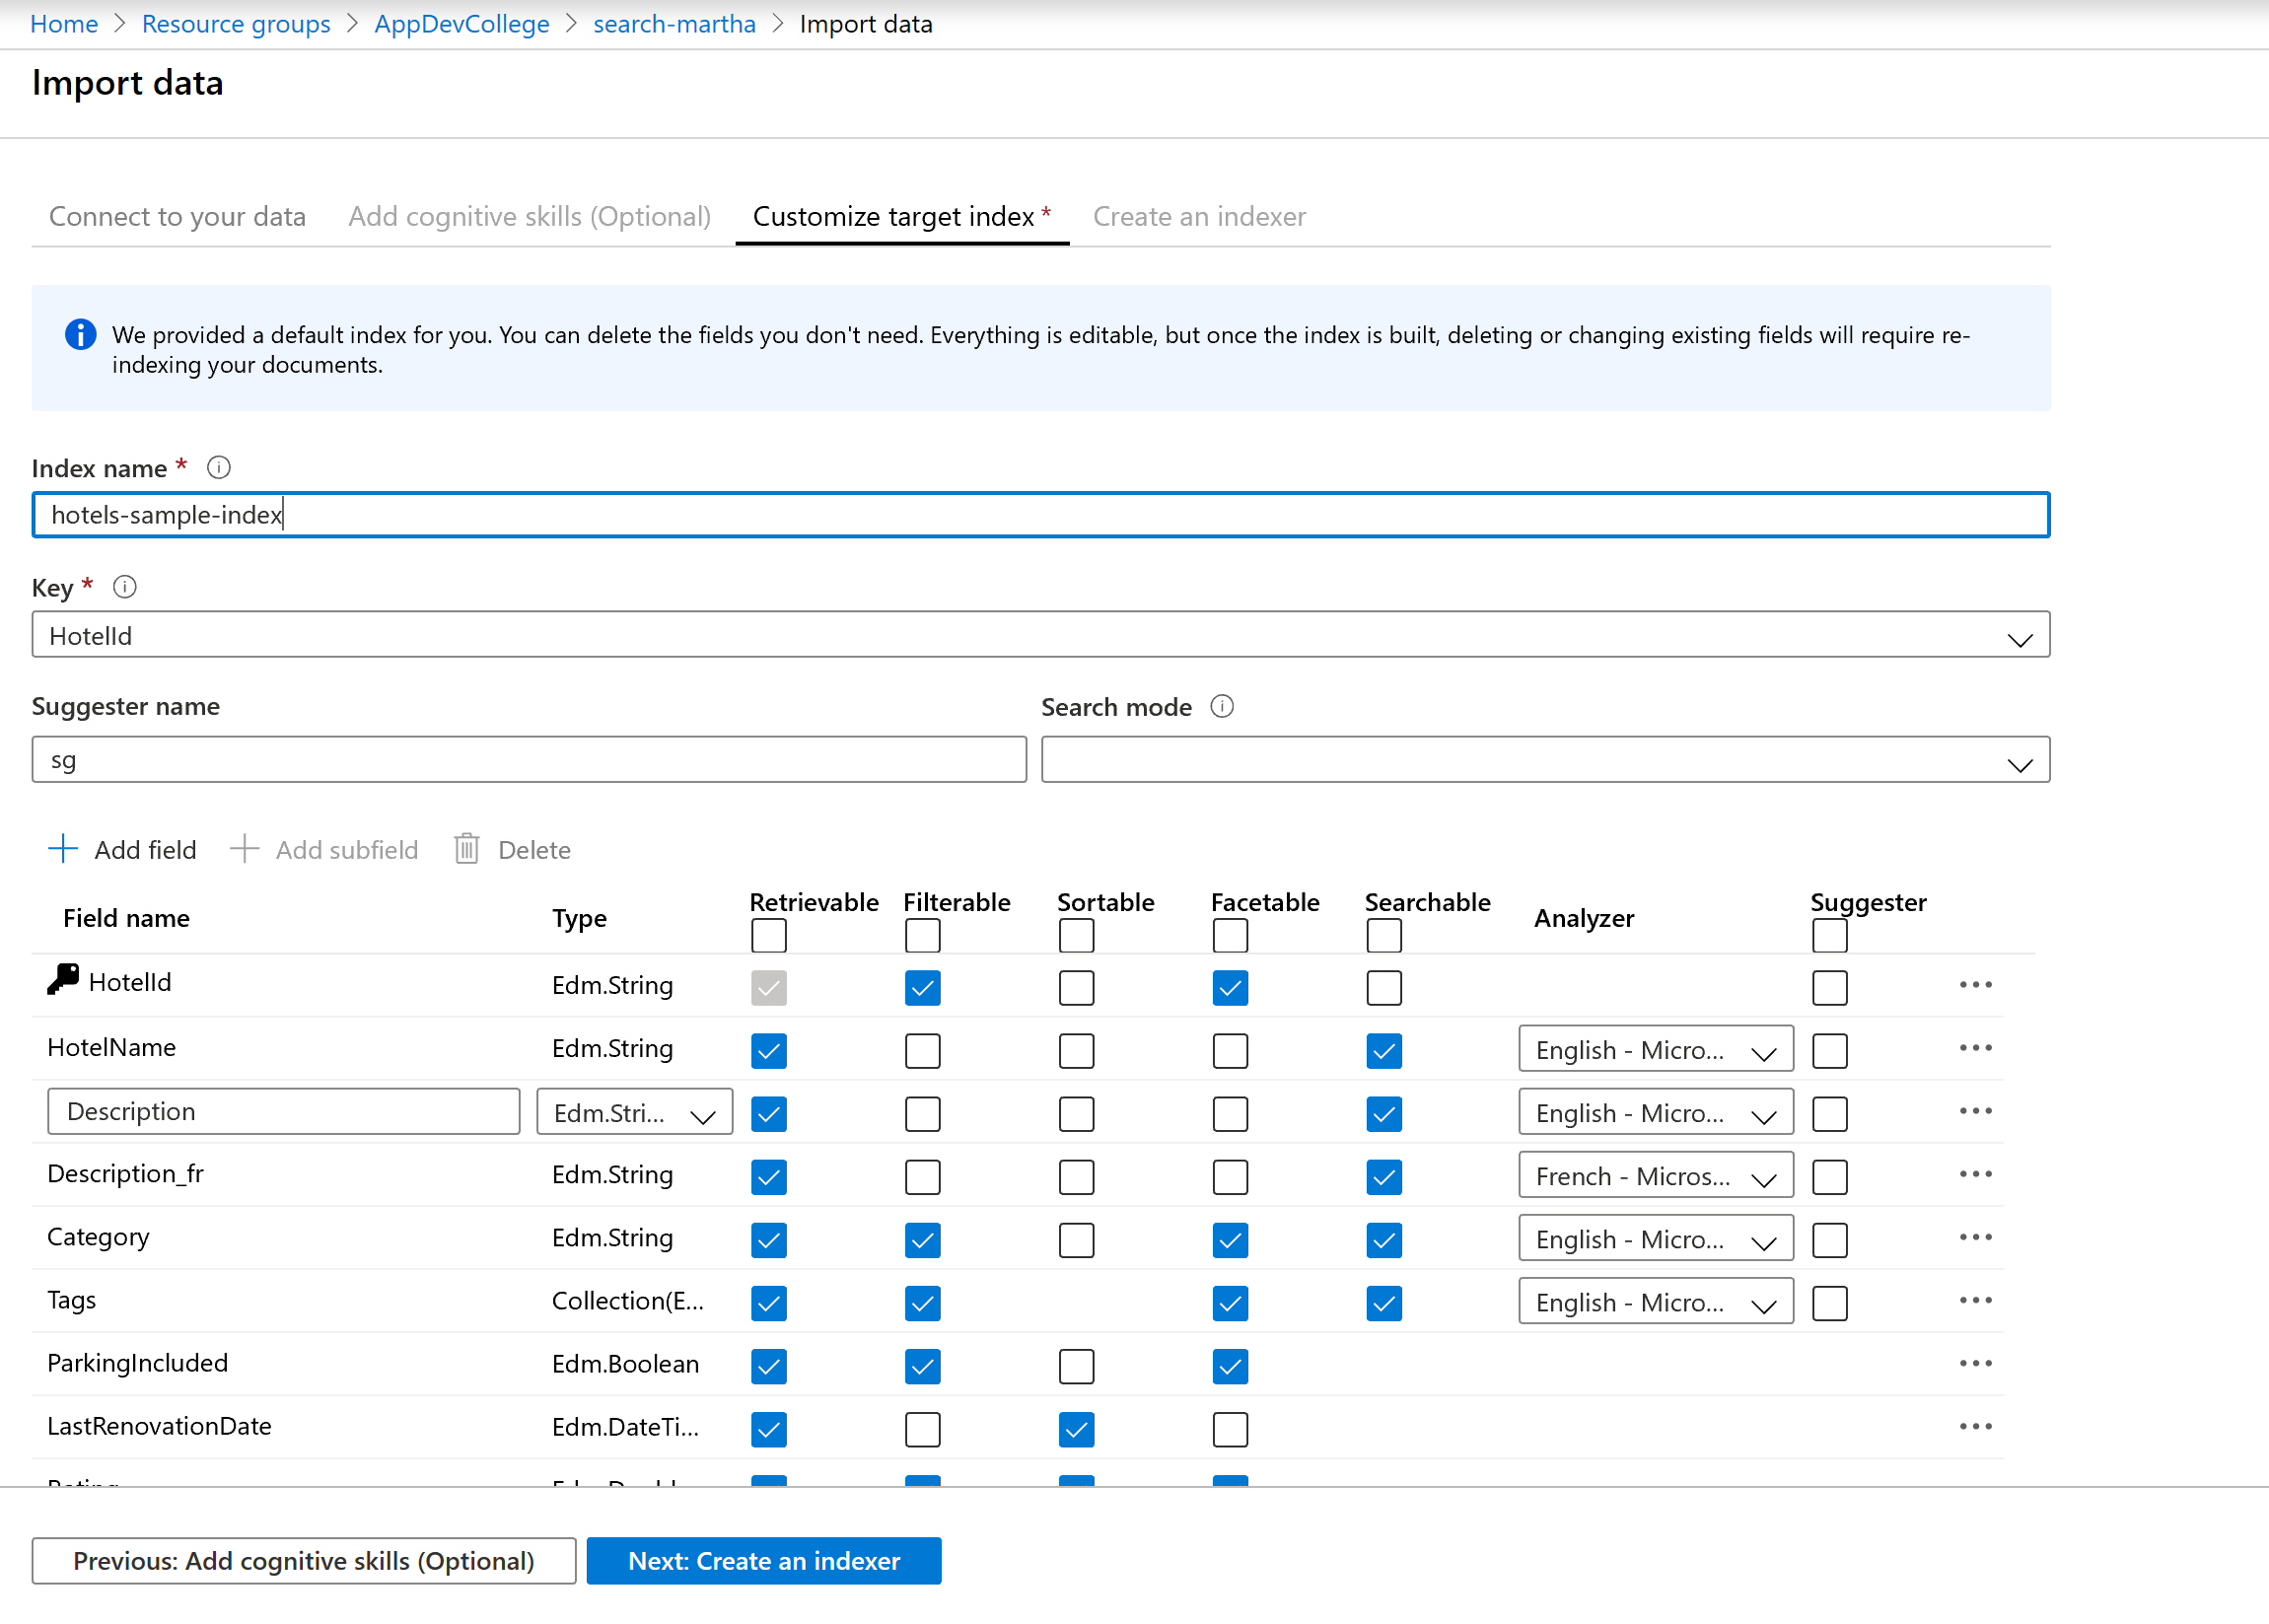 Home > Resource groups > AppDevCollege > search-martha > Import data
Import data
Connect to your data Add cognitive skills (Optional) Customize target index * Create an indexer
We provided a default index for you. You can delete the fields you don't need. Everything is editable, but once the index is built, deleting or changing existing fields will require re-
indexing your documents.
Index name *
hotels-sample-index
Key *
HotelId
Suggester name Search mode
sg
Add field Add subfield Delete
Field name Type Retrievable Filterable Sortable Facetable Searchable Analyzer Suggester
HotelId Edm.String
HotelName Edm.String English - Micro...
Description Edm.Stri... English - Micro...
Description_fr Edm.String French - Micros...
Category Edm.String English - Micro...
Tags Collection(E... English - Micro...
ParkingIncluded Edm.Boolean
LastRenovationDate Edm.DateTi...
Previous: Add cognitive skills (Optional) Next: Create an indexer